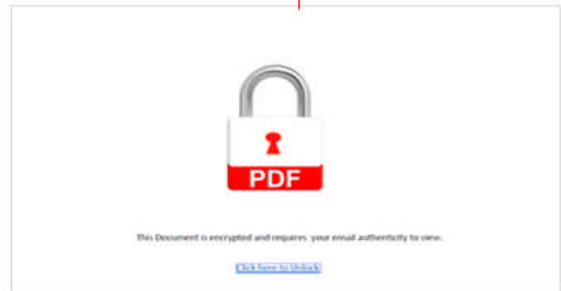 PDF
This Document is encrypted and requires your email authenticity to view.
Click here to Unlock